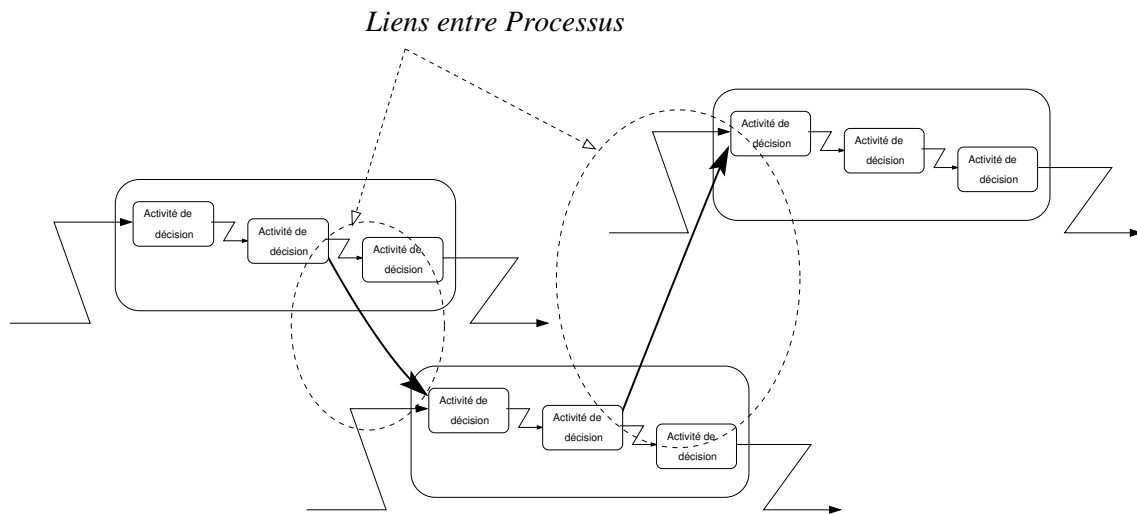 Liens entre Processus
Activité de
décision
Activité de
décision
Activité de
décision
Activité de
décision
Activité de
décision
Activité de
décision
Activité de
décision
Activité de
décision
Activité de
décision